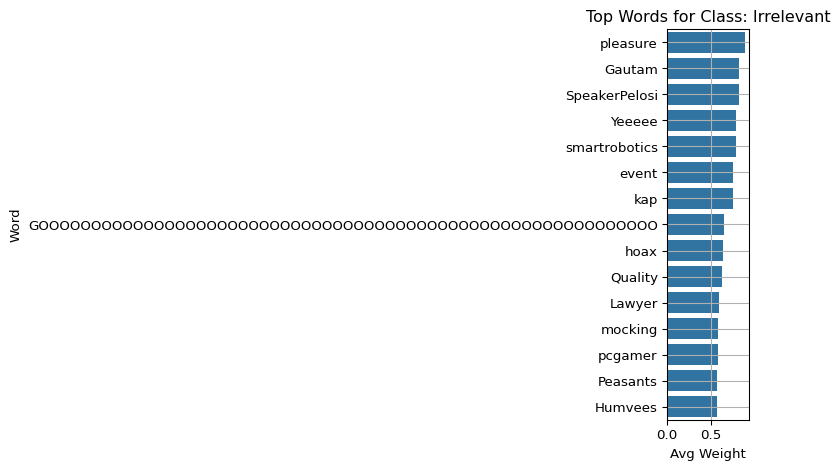 Top Words for Class: Irrelevant
pleasure
Gautam
SpeakerPelosi
Yeeeee
smartrobotics
event
kap
GOOOOOOOOOOOOOOOOOOOOOOOOOOOOOOOOOOOOOOOOOOOOOOOOOOOOOOOOOOO
hoax
Quality
Lawyer
mocking
pcgamer
Peasants
Humvees
Word
0.0 0.5
Avg Weight